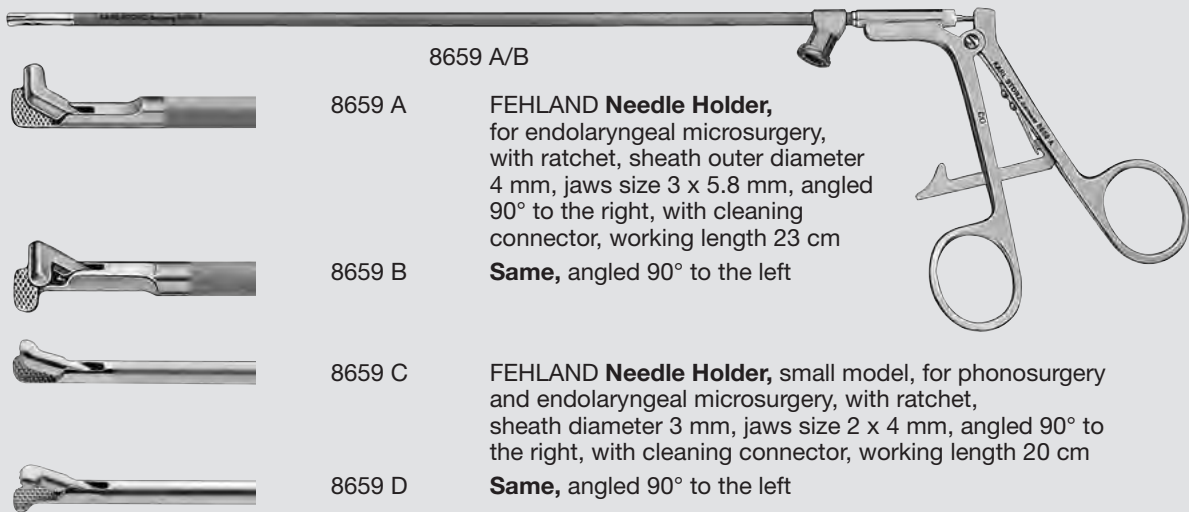 8659 A/B
8659 A
FEHLAND Needle Holder,
for endolaryngeal microsurgery,
with ratchet, sheath outer diameter
4 mm, jaws size 3 x 5.8 mm, angled
90° to the right, with cleaning
connector, working length 23 cm
8659 B
Same, angled 90° to the left
8659 C
FEHLAND Needle Holder, small model, for phonosurgery
and endolaryngeal microsurgery, with ratchet,
sheath diameter 3 mm, jaws size 2 x 4 mm, angled 90° to
the right, with cleaning connector, working length 20 cm
8659 D
Same, angled 90° to the left